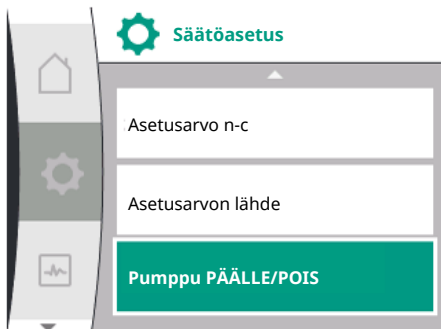 Säätöasetus
Asetusarvo n-c
Asetusarvon lähde
Pumppu PÄÄLLE/POIS